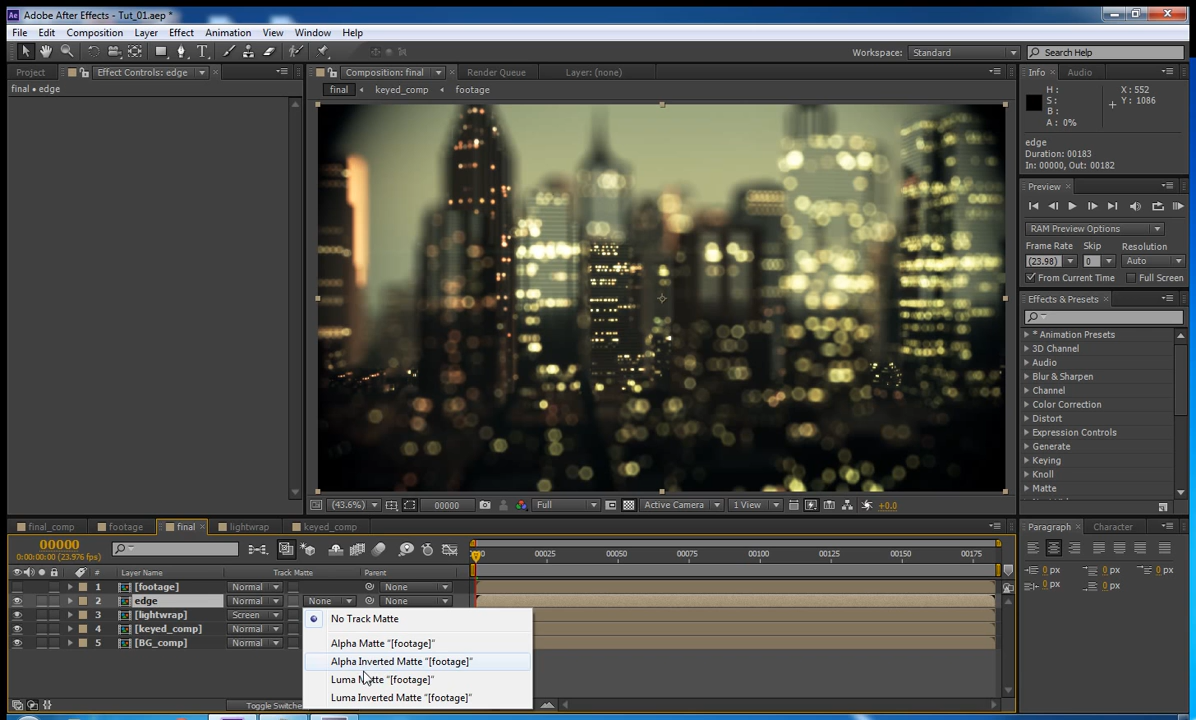 Adobe After Effects - Tut_01.aep *
File Edit Composition Layer Effect Animation View Window Help
Workspace: Standard Search Help
Project Effect Controls: edge Composition: final Render Queue Layer: (none) Info Audio
final • edge
final keyed_comp footage
H :
S :
B :
A : 0%
X : 552
Y : 1086
edge
Duration: 00183
In: 00000, Out: 00182
Preview
RAM Preview Options
Frame Rate Skip Resolution
(23.98) 0 Auto
From Current Time Full Screen
Effects & Presets
* Animation Presets
3D Channel
Audio
Blur & Sharpen
Channel
Color Correction
Distort
Expression Controls
Generate
Keying
Knoll
Matte
(43.6%) 00000 Full Active Camera 1 View +0.0
final_comp footage final lightwrap keyed_comp Paragraph Character
00000
0:00:00:00 (23.976 fps)
00025 00050 00075 00100 00125 00150 00175
# Layer Name Track Matte Parent
1 [footage] Normal None
2 edge Normal None None
3 [lightwrap] Screen
4 [keyed_comp] Normal
5 [BG_comp] Normal
No Track Matte
Alpha Matte "[footage]"
Alpha Inverted Matte "[footage]"
Luma Matte "[footage]"
Luma Inverted Matte "[footage]"
0 px 0 px 0 px
0 px 0 px